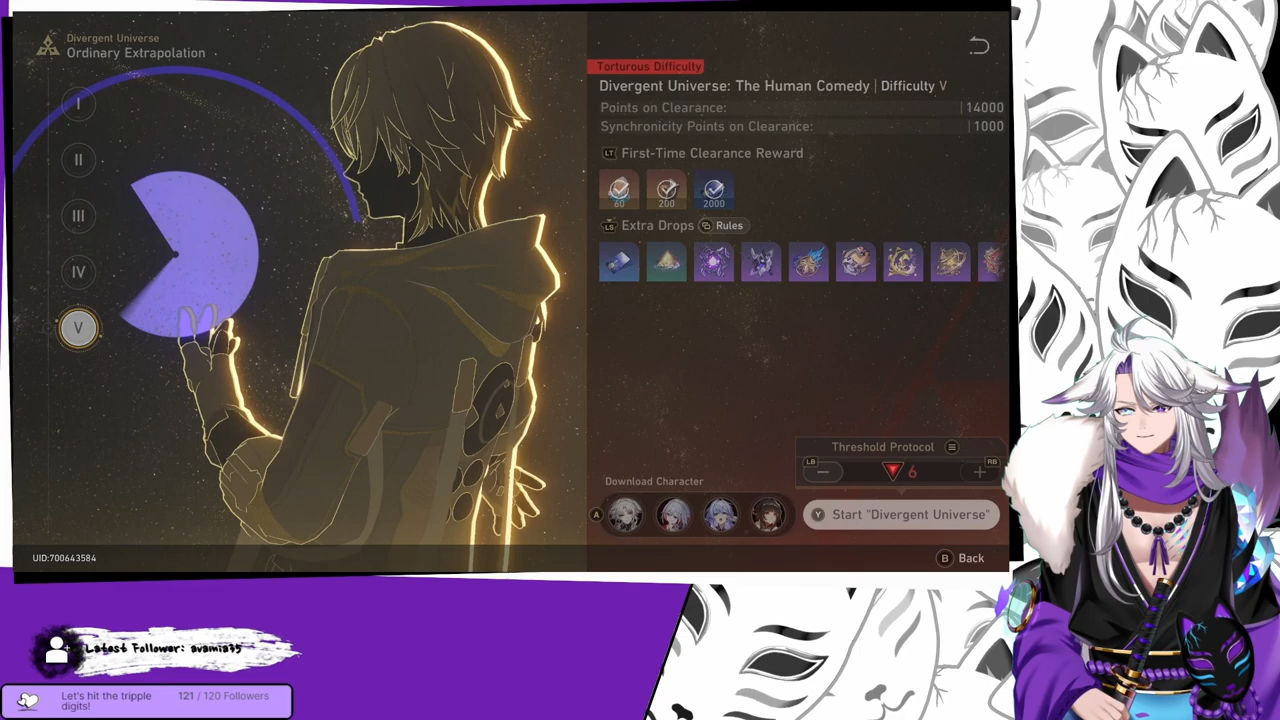 Divergent Universe
Ordinary Extrapolation
I
II
III
IV
V
Torturous Difficulty
Divergent Universe: The Human Comedy | Difficulty V
Points on Clearance: 14000
Synchronicity Points on Clearance: 1000
LT First-Time Clearance Reward
60 200 2000
LS Extra Drops Rules
Threshold Protocol
LB RB
6
Download Character
A
Y Start "Divergent Universe"
UID:700643584
B Back
Latest Follower: avamia35
Let's hit the tripple digits!
121 / 120 Followers